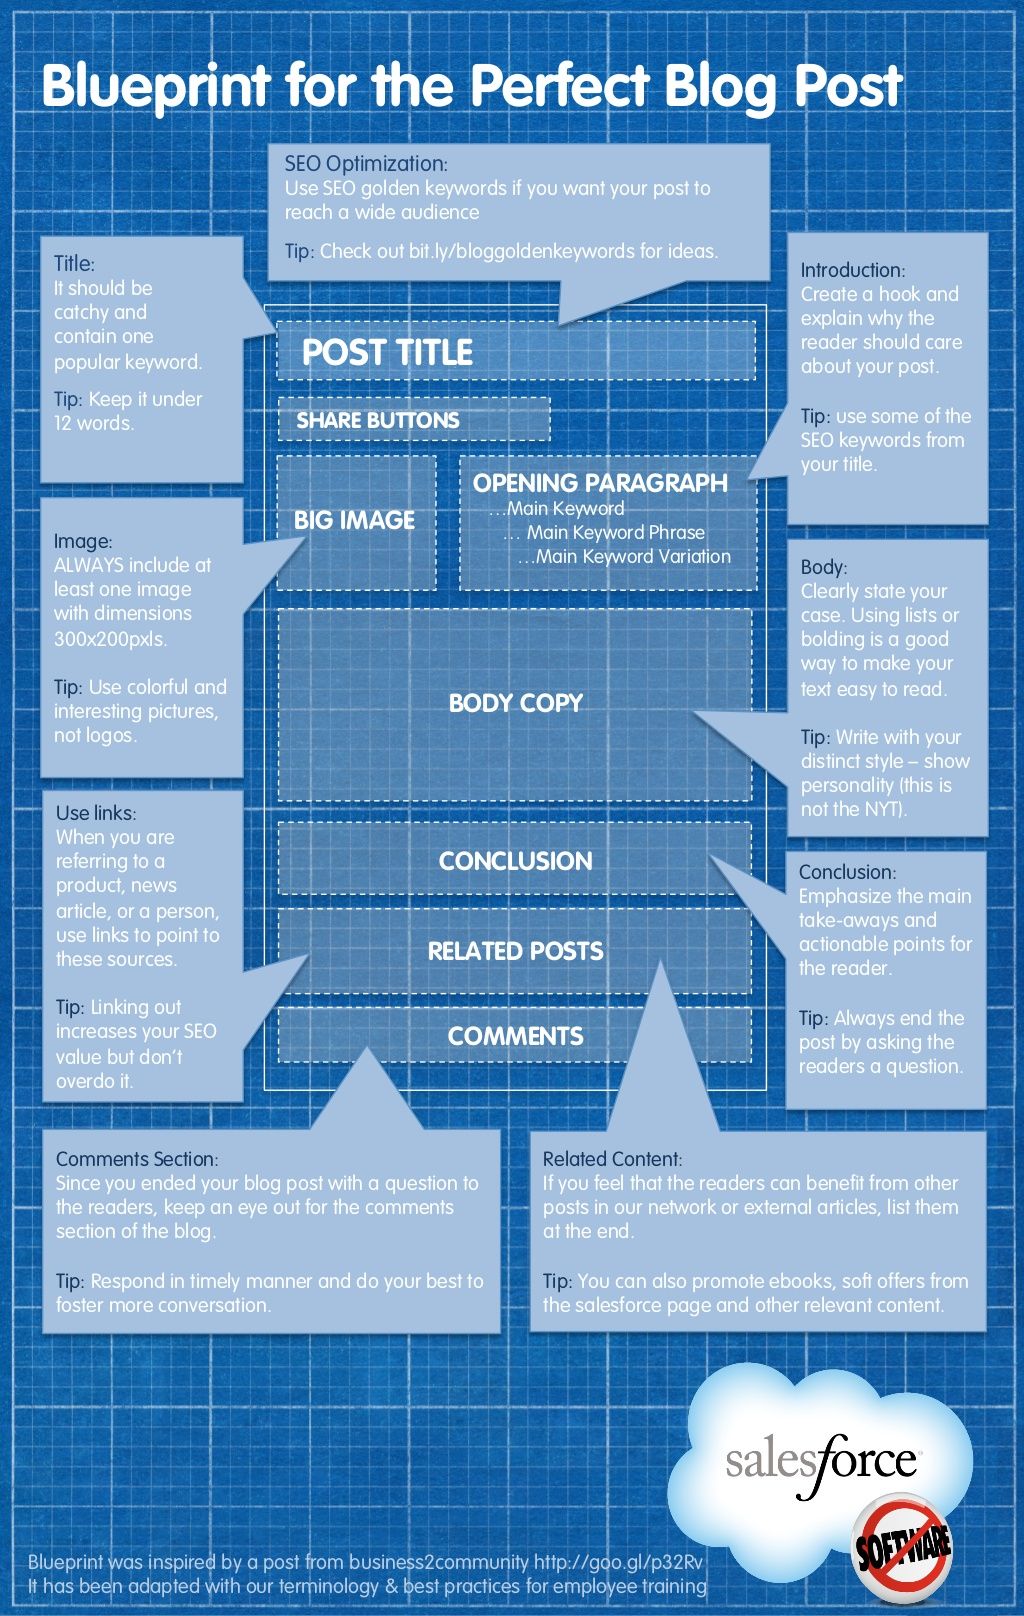 Blueprint for the Perfect Blog Post
SEO Optimization:
Use SEO golden keywords if you want your post to
reach a wide audience
Tip: Check out bit.ly/bloggoldenkeywords for ideas.
Title:
It should be
catchy and
contain one
popular keyword.
Tip: Keep it under
12 words.
Introduction:
Create a hook and
explain why the
reader should care
about your post.
Tip: use some of the
SEO keywords from
your title.
POST TITLE
SHARE BUTTONS
BIG IMAGE
OPENING PARAGRAPH
...Main Keyword
... Main Keyword Phrase
...Main Keyword Variation
Image:
ALWAYS include at
least one image
with dimensions
300x200pxls.
Tip: Use colorful and
interesting pictures,
not logos.
Body:
Clearly state your
case. Using lists or
bolding is a good
way to make your
text easy to read.
Tip: Write with your
distinct style – show
personality (this is
not the NYT).
BODY COPY
Use links:
When you are
referring to a
product, news
article, or a person,
use links to point to
these sources.
Tip: Linking out
increases your SEO
value but don't
overdo it.
CONCLUSION
RELATED POSTS
COMMENTS
Conclusion:
Emphasize the main
take-aways and
actionable points for
the reader.
Tip: Always end the
post by asking the
readers a question.
Comments Section:
Since you ended your blog post with a question to
the readers, keep an eye out for the comments
section of the blog.
Tip: Respond in timely manner and do your best to
foster more conversation.
Related Content:
If you feel that the readers can benefit from other
posts in our network or external articles, list them
at the end.
Tip: You can also promote ebooks, soft offers from
the salesforce page and other relevant content.
salesforce
SOFTWARE
Blueprint was inspired by a post from business2community http://goo.gl/p32Rv
It has been adapted with our terminology & best practices for employee training